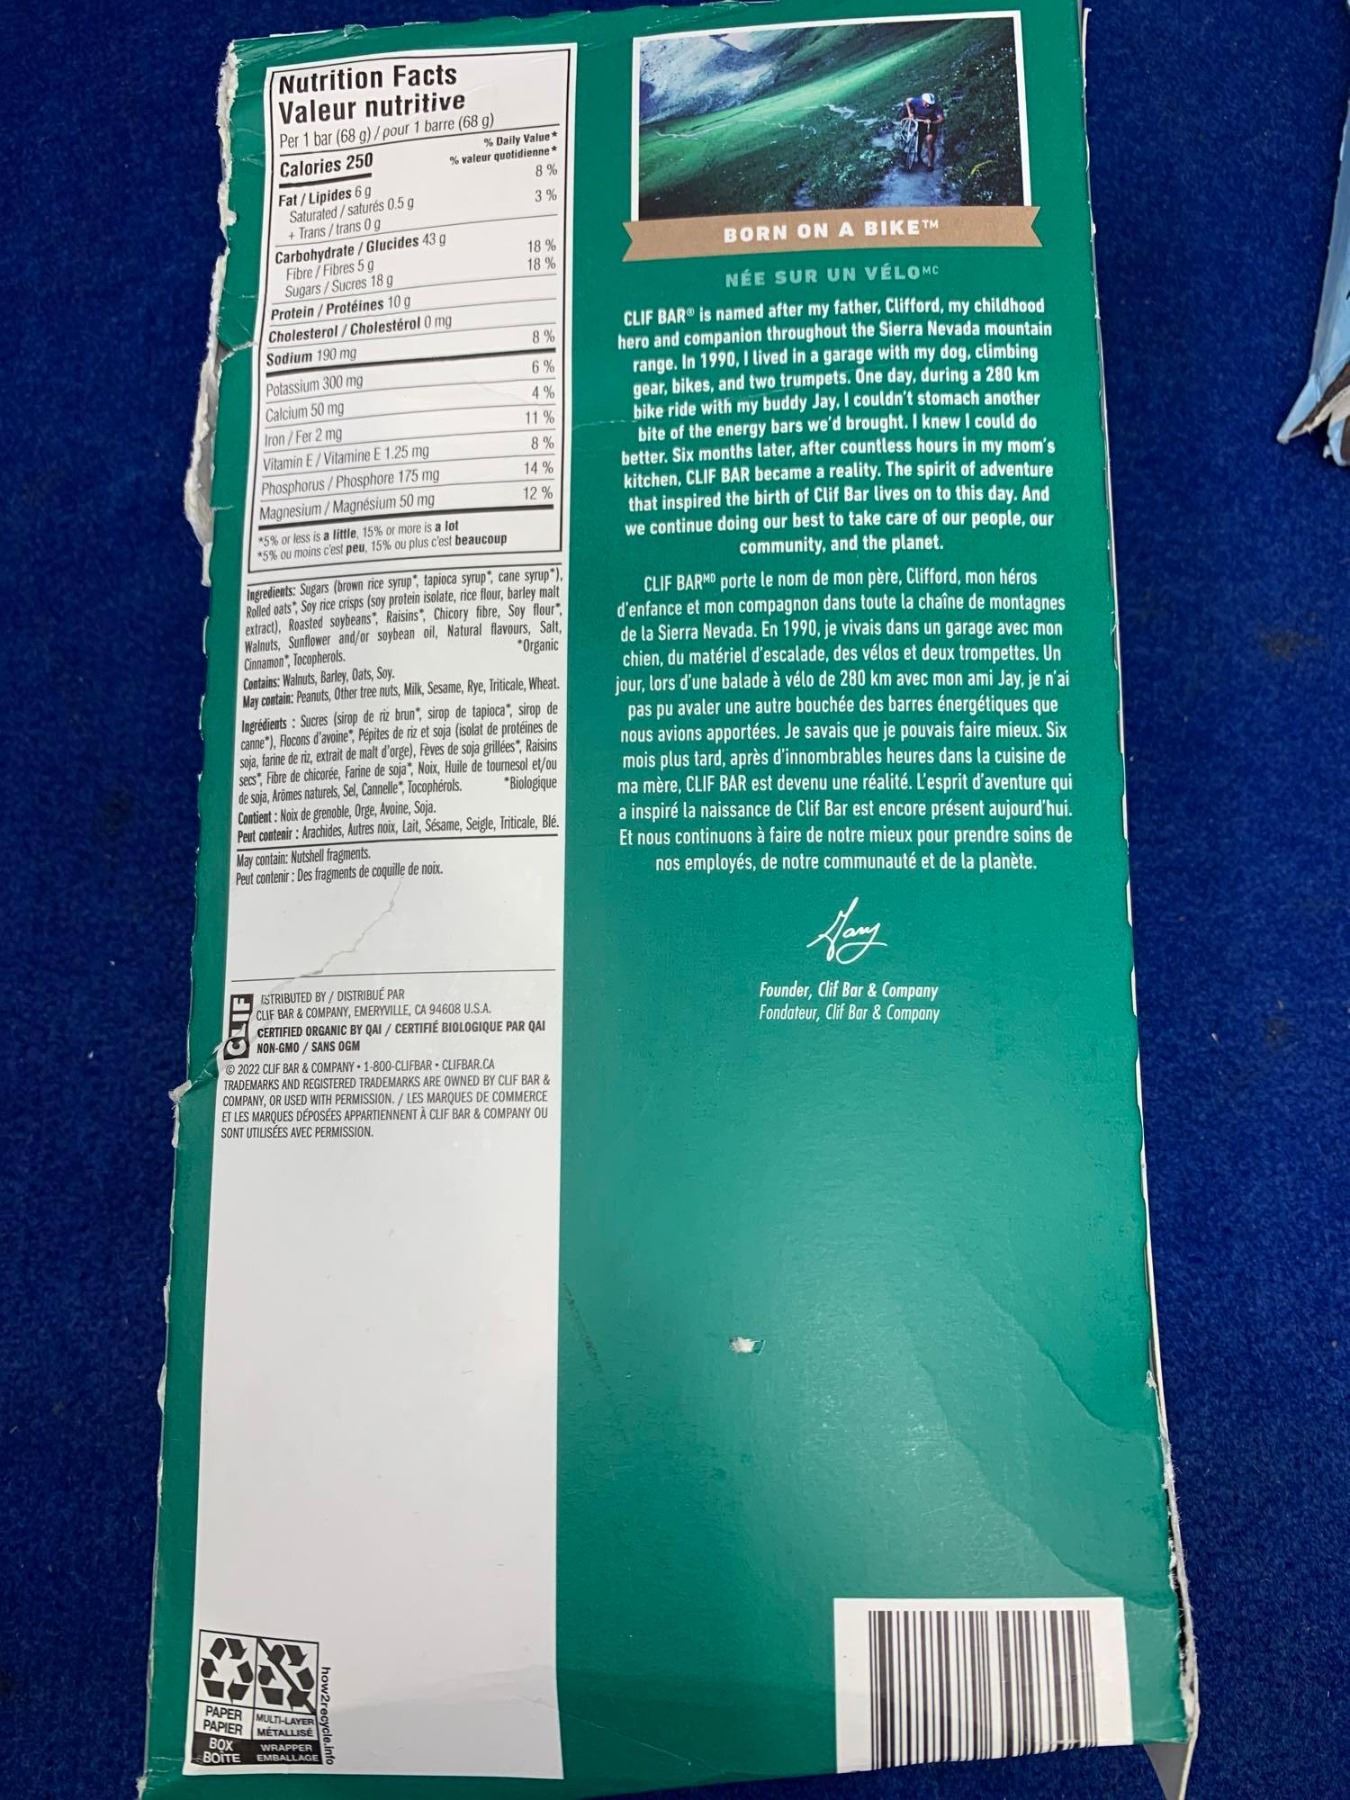 Nutrition Facts
Valeur nutritive
Per 1 bar (68 g) / pour 1 barre (68 g)
% Daily Value*
Calories 250
% valeur quotidienne*
Fat / Lipides 6 g 8 %
Saturated / saturés 0.5 g 3 %
+ Trans / trans 0 g
Carbohydrate / Glucides 43 g
Fibre / Fibres 5 g 18 %
Sugars / Sucres 18 g 18 %
Protein / Protéines 10 g
Cholesterol / Cholestérol 0 mg
Sodium 190 mg 8 %
Potassium 300 mg 6 %
Calcium 50 mg 4 %
Iron / Fer 2 mg 11 %
Vitamin E / Vitamine E 1.25 mg 8 %
Phosphorus / Phosphore 175 mg 14 %
Magnesium / Magnésium 50 mg 12 %
*5% or less is a little, 15% or more is a lot
*5% ou moins c'est peu, 15% ou plus c'est beaucoup
Ingredients: Sugars (brown rice syrup*, tapioca syrup*, cane syrup*),
Rolled oats*, Soy rice crisps (soy protein isolate, rice flour, barley malt
extract), Roasted soybeans*, Raisins*, Chicory fibre, Soy flour*,
Walnuts, Sunflower and/or soybean oil, Natural flavours, Salt,
Cinnamon*, Tocopherols. *Organic
Contains: Walnuts, Barley, Oats, Soy.
May contain: Peanuts, Other tree nuts, Milk, Sesame, Rye, Triticale, Wheat.
Ingrédients : Sucres (sirop de riz brun*, sirop de tapioca*, sirop de
canne*), Flocons d'avoine*, Pépites de riz et soja (isolat de protéines de
soja, farine de riz, extrait de malt d'orge), Fèves de soja grillées*, Raisins
secs*, Fibre de chicorée, Farine de soja*, Noix, Huile de tournesol et/ou
de soja, Arômes naturels, Sel, Cannelle*, Tocophérols. *Biologique
Contient : Noix de grenoble, Orge, Avoine, Soja.
Peut contenir : Arachides, Autres noix, Lait, Sésame, Seigle, Triticale, Blé.
May contain: Nutshell fragments.
Peut contenir : Des fragments de coquille de noix.
CLIF
ISTRIBUTED BY / DISTRIBUÉ PAR
CLIF BAR & COMPANY, EMERYVILLE, CA 94608 U.S.A.
CERTIFIED ORGANIC BY QAI / CERTIFIÉ BIOLOGIQUE PAR QAI
NON-GMO / SANS OGM
© 2022 CLIF BAR & COMPANY • 1-800-CLIFBAR • CLIFBAR.CA
TRADEMARKS AND REGISTERED TRADEMARKS ARE OWNED BY CLIF BAR &
COMPANY, OR USED WITH PERMISSION. / LES MARQUES DE COMMERCE
ET LES MARQUES DÉPOSÉES APPARTIENNENT À CLIF BAR & COMPANY OU
SONT UTILISÉES AVEC PERMISSION.
PAPER
PAPIER
BOX
BOÎTE
MULTI-LAYER
MÉTALLISÉ
WRAPPER
EMBALLAGE
how2recycle.info
BORN ON A BIKE™
NÉE SUR UN VÉLOMC
CLIF BAR® is named after my father, Clifford, my childhood
hero and companion throughout the Sierra Nevada mountain
range. In 1990, I lived in a garage with my dog, climbing
gear, bikes, and two trumpets. One day, during a 280 km
bike ride with my buddy Jay, I couldn't stomach another
bite of the energy bars we'd brought. I knew I could do
better. Six months later, after countless hours in my mom's
kitchen, CLIF BAR became a reality. The spirit of adventure
that inspired the birth of Clif Bar lives on to this day. And
we continue doing our best to take care of our people, our
community, and the planet.
CLIF BARMD porte le nom de mon père, Clifford, mon héros
d'enfance et mon compagnon dans toute la chaîne de montagnes
de la Sierra Nevada. En 1990, je vivais dans un garage avec mon
chien, du matériel d'escalade, des vélos et deux trompettes. Un
jour, lors d'une balade à vélo de 280 km avec mon ami Jay, je n'ai
pas pu avaler une autre bouchée des barres énergétiques que
nous avions apportées. Je savais que je pouvais faire mieux. Six
mois plus tard, après d'innombrables heures dans la cuisine de
ma mère, CLIF BAR est devenu une réalité. L'esprit d'aventure qui
a inspiré la naissance de Clif Bar est encore présent aujourd'hui.
Et nous continuons à faire de notre mieux pour prendre soins de
nos employés, de notre communauté et de la planète.
Gary
Founder, Clif Bar & Company
Fondateur, Clif Bar & Company